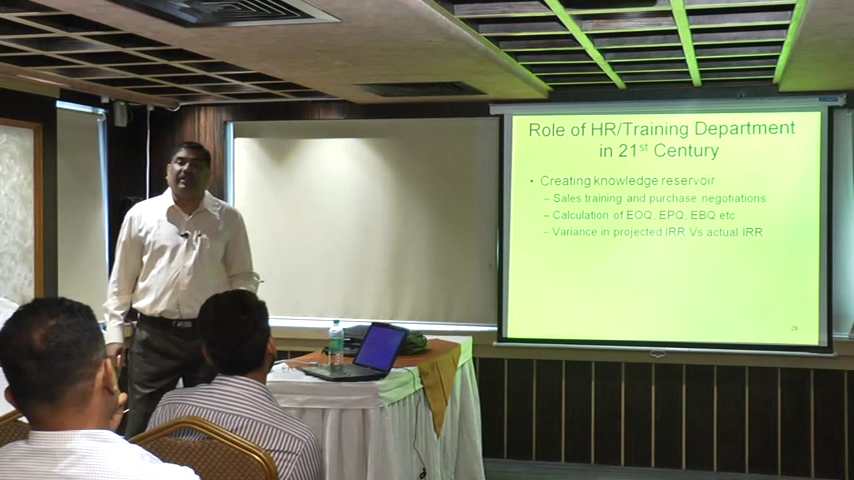 Role of HR/Training Department
in 21st Century
• Creating knowledge reservoir
– Sales training and purchase negotiations
– Calculation of EOQ, EPQ, EBQ etc
– Variance in projected IRR Vs actual IRR
29